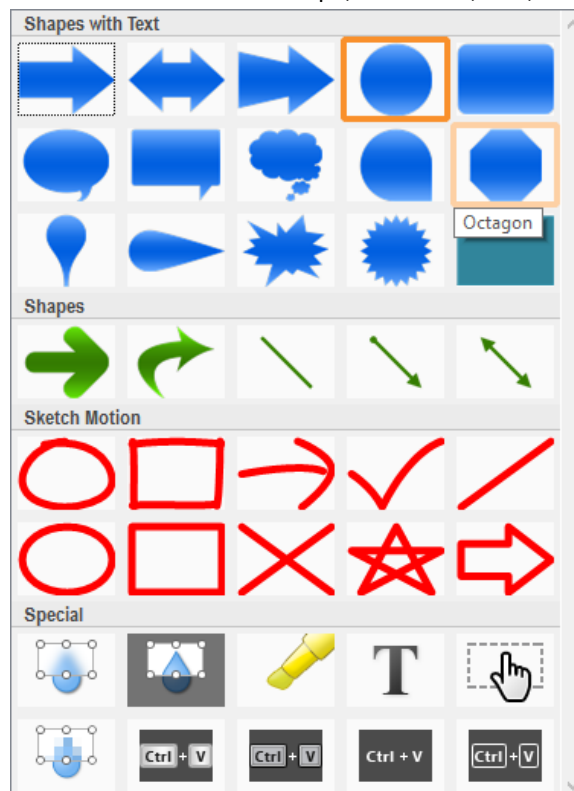 Shapes with Text
Octagon
Shapes
Sketch Motion
Special
T
Ctrl + V
Ctrl + V
Ctrl + V
Ctrl + V